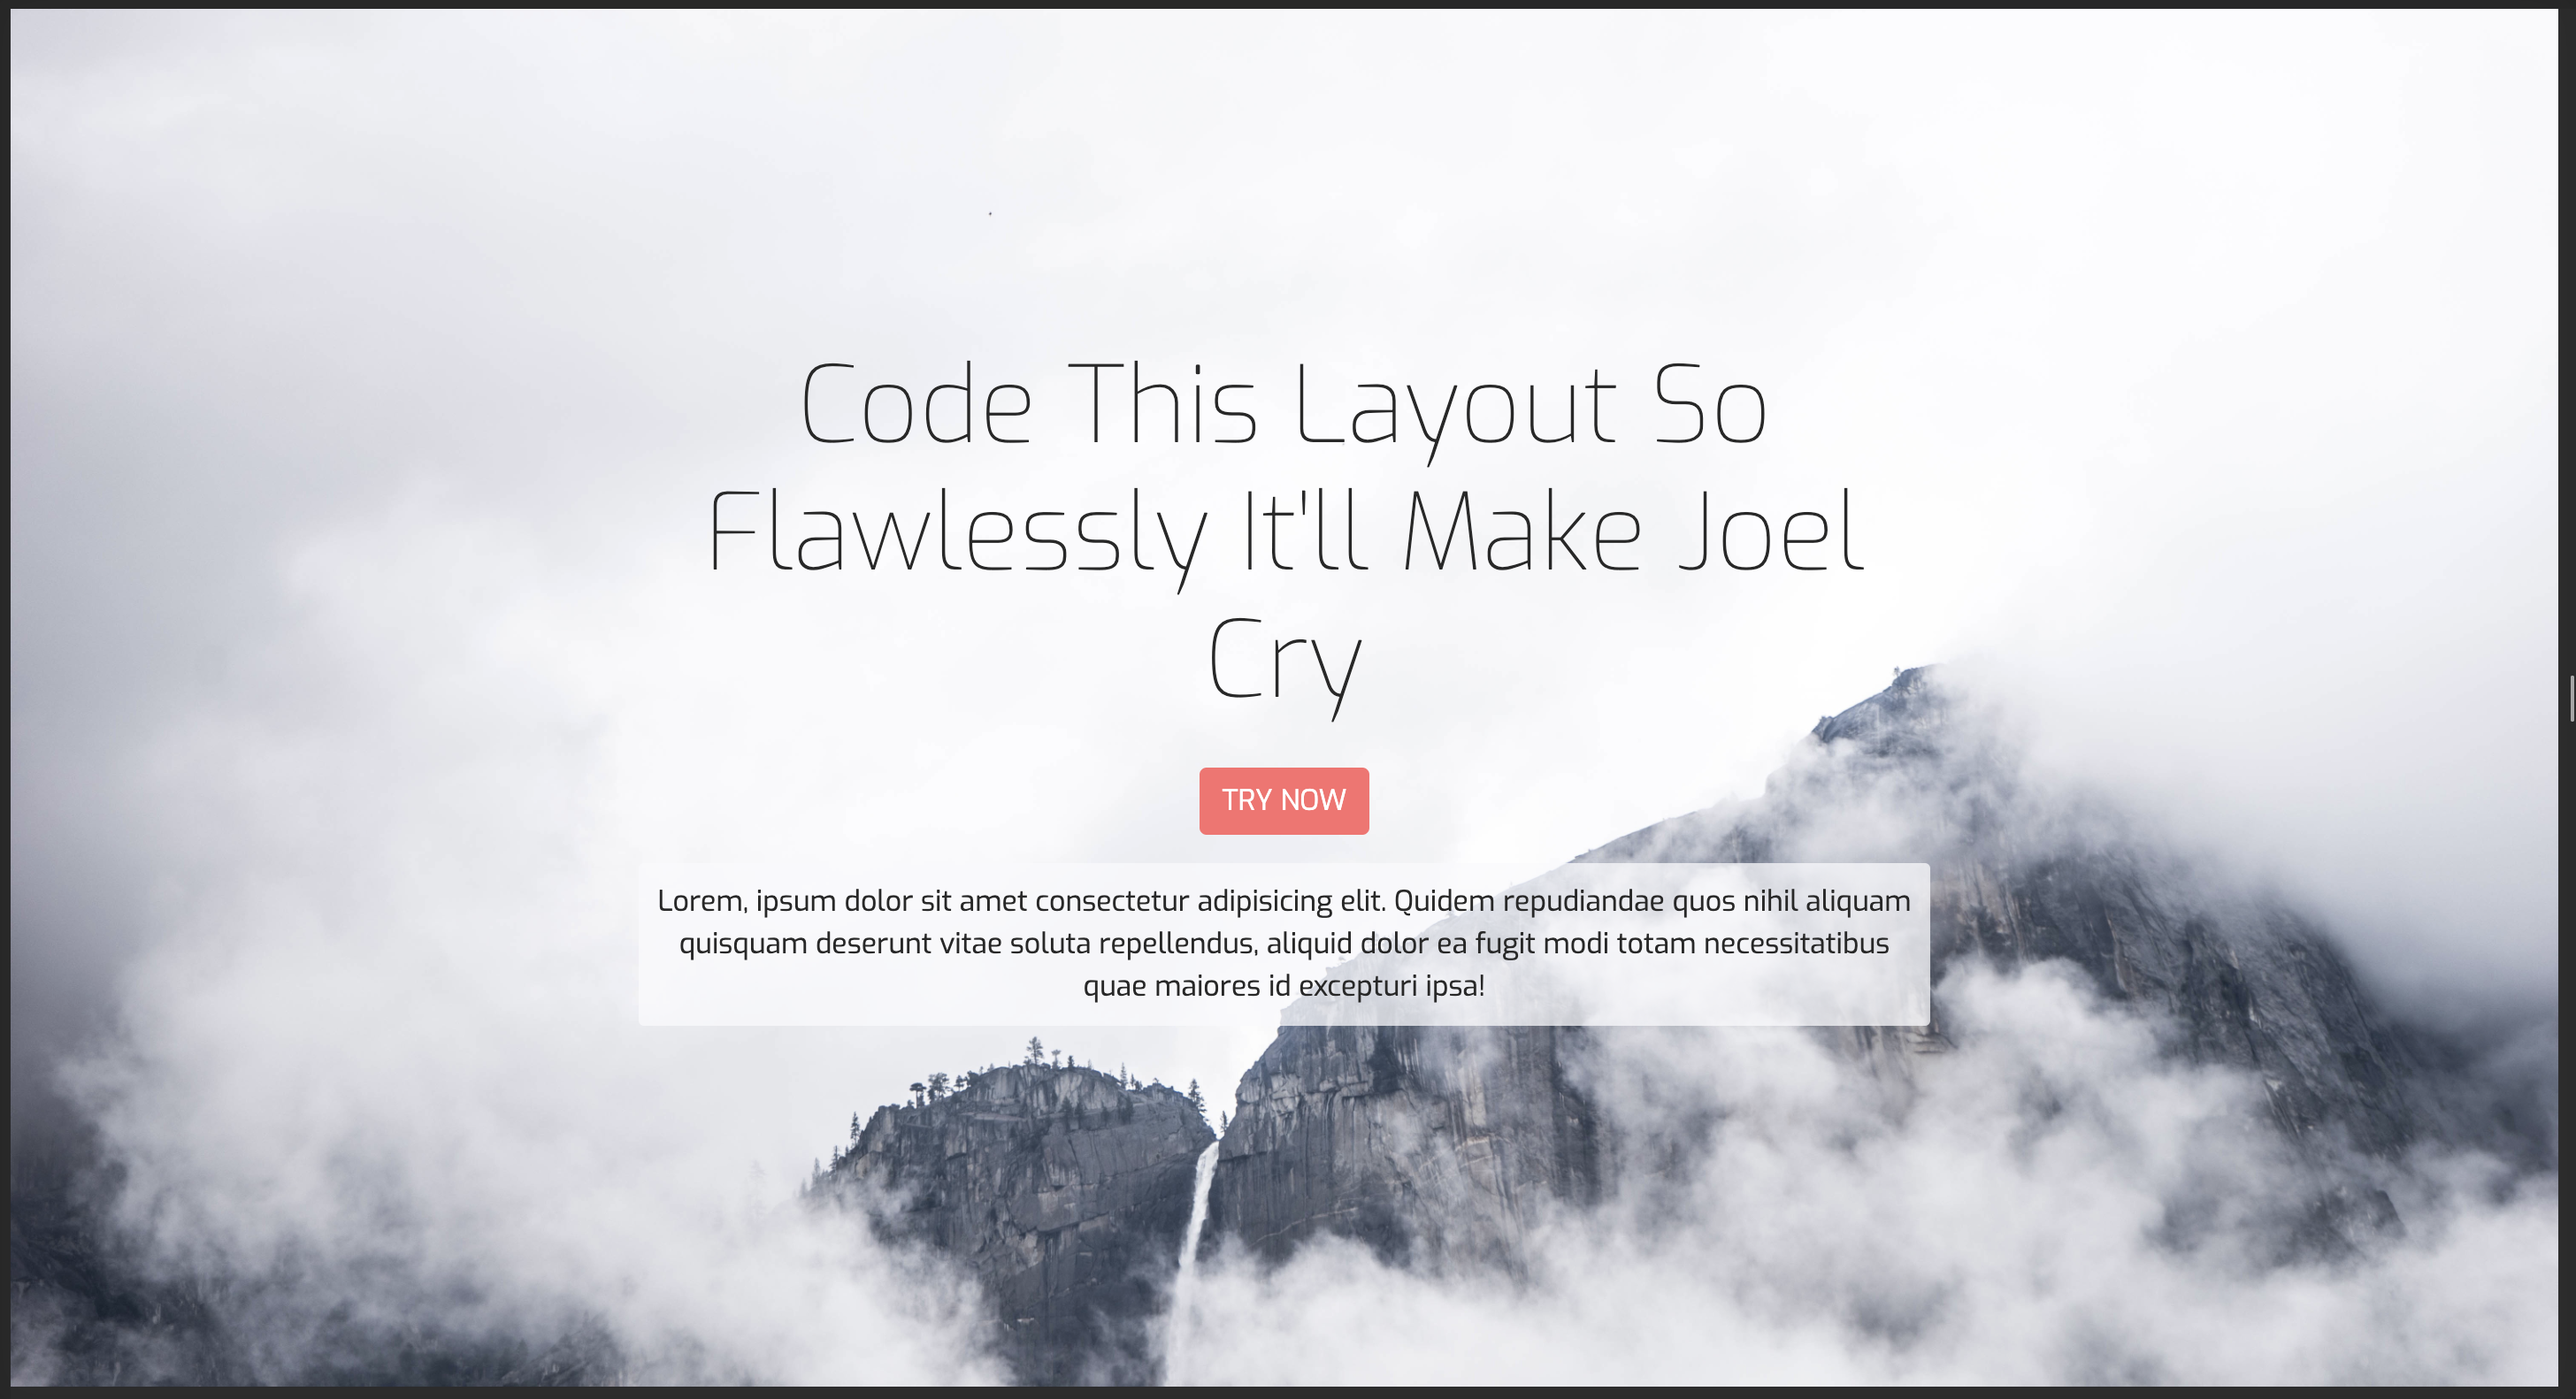 Code This Layout So
Flawlessly It'll Make Joel
Cry
TRY NOW
Lorem, ipsum dolor sit amet consectetur adipisicing elit. Quidem repudiandae quos nihil aliquam
quisquam deserunt vitae soluta repellendus, aliquid dolor ea fugit modi totam necessitatibus
quae maiores id excepturi ipsa!